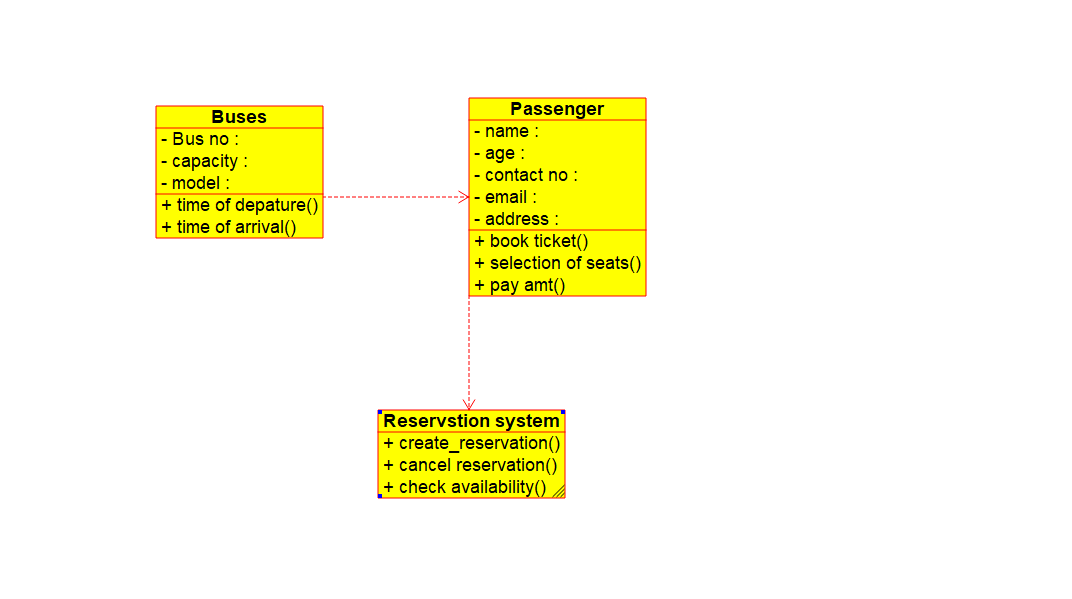 Buses
- Bus no :
- capacity :
- model :
+ time of depature()
+ time of arrival()
Passenger
- name :
- age :
- contact no :
- email :
- address :
+ book ticket()
+ selection of seats()
+ pay amt()
Reservstion system
+ create_reservation()
+ cancel reservation()
+ check availability()